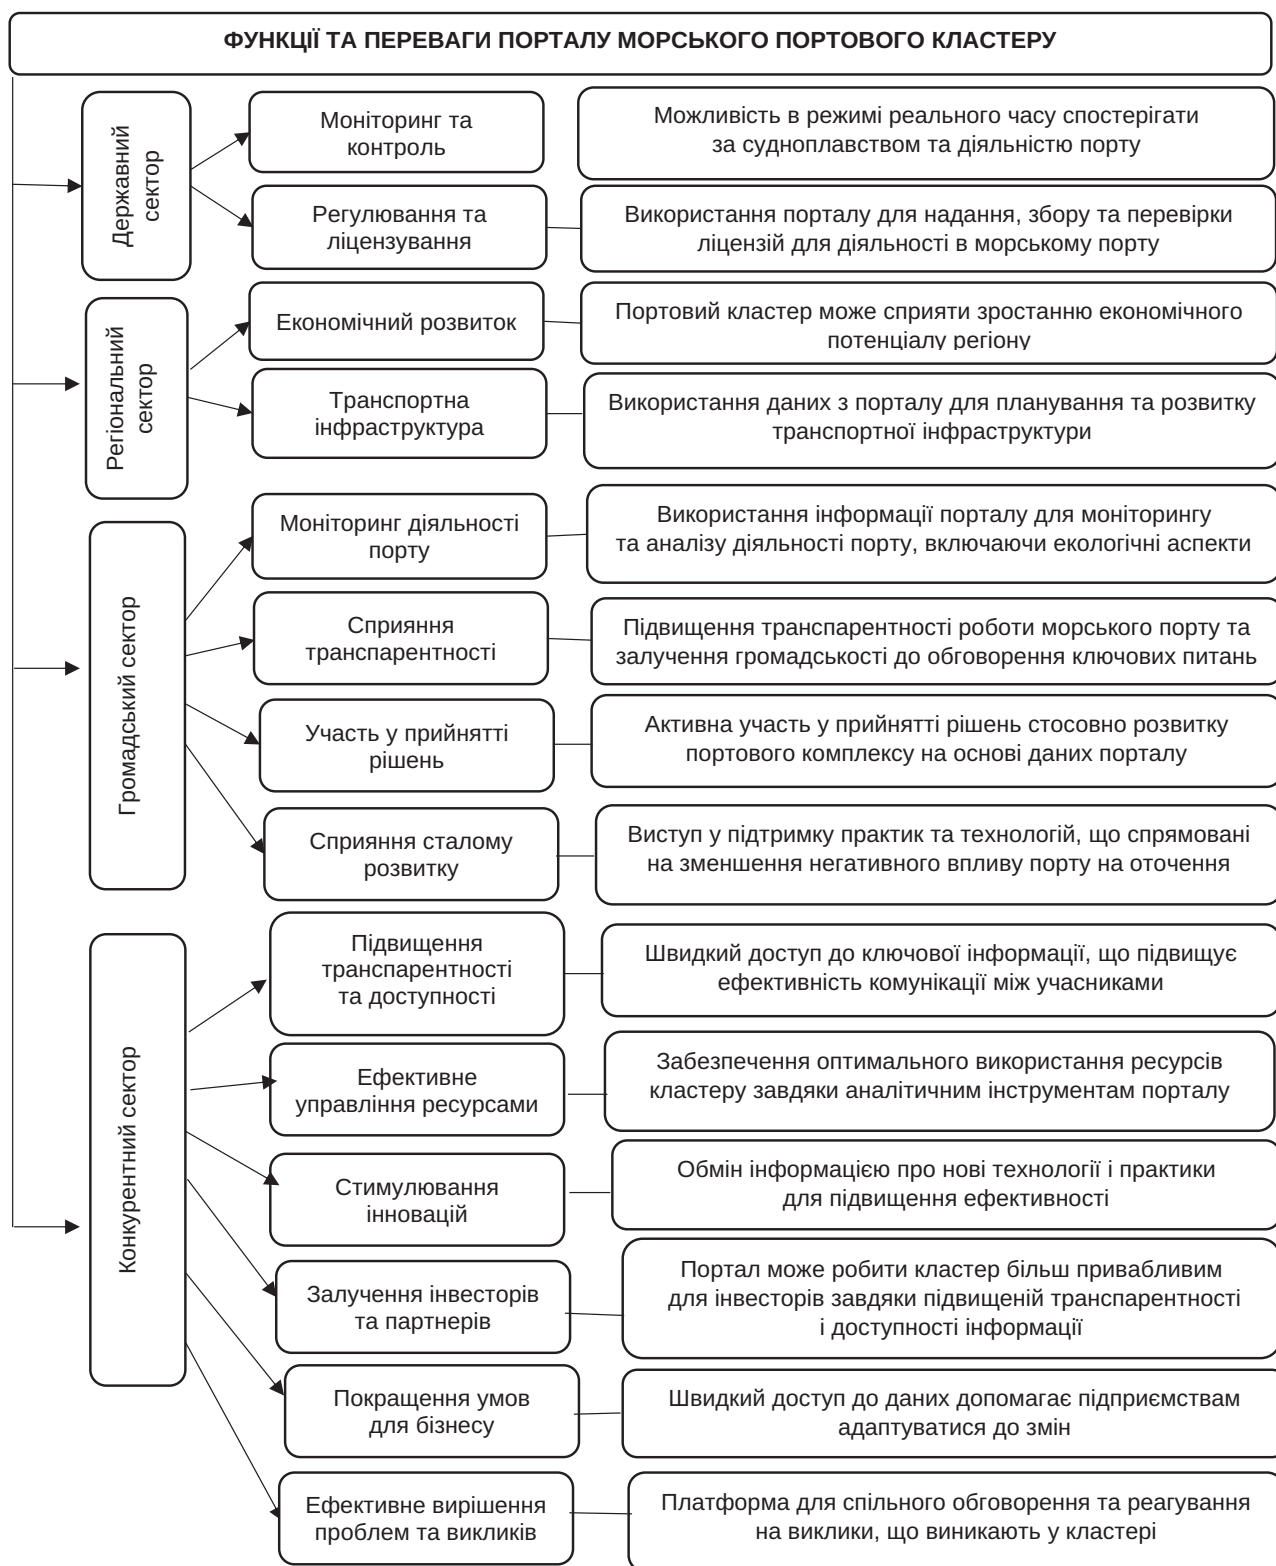 ФУНКЦІЇ ТА ПЕРЕВАГИ ПОРТАЛУ МОРСЬКОГО ПОРТОВОГО КЛАСТЕРУ
Державний
сектор
Моніторинг та
контроль
Можливість в режимі реального часу спостерігати
за судноплавством та діяльністю порту
Регулювання та
ліцензування
Використання порталу для надання, збору та перевірки
ліцензій для діяльності в морському порту
Регіональний
сектор
Економічний розвиток
Портовий кластер може сприяти зростанню економічного
потенціалу регіону
Транспортна
інфраструктура
Використання даних з порталу для планування та розвитку
транспортної інфраструктури
Громадський сектор
Моніторинг діяльності
порту
Використання інформації порталу для моніторингу
та аналізу діяльності порту, включаючи екологічні аспекти
Сприяння
транспарентності
Підвищення транспарентності роботи морського порту та
залучення громадськості до обговорення ключових питань
Участь у прийнятті
рішень
Активна участь у прийнятті рішень стосовно розвитку
портового комплексу на основі даних порталу
Сприяння сталому
розвитку
Виступ у підтримку практик та технологій, що спрямовані
на зменшення негативного впливу порту на оточення
Конкурентний сектор
Підвищення
транспарентності
та доступності
Швидкий доступ до ключової інформації, що підвищує
ефективність комунікації між учасниками
Ефективне
управління ресурсами
Забезпечення оптимального використання ресурсів
кластеру завдяки аналітичним інструментам порталу
Стимулювання
інновацій
Обмін інформацією про нові технології і практики
для підвищення ефективності
Залучення інвесторів
та партнерів
Портал може робити кластер більш привабливим
для інвесторів завдяки підвищеній транспарентності
і доступності інформації
Покращення умов
для бізнесу
Швидкий доступ до даних допомагає підприємствам
адаптуватися до змін
Ефективне вирішення
проблем та викликів
Платформа для спільного обговорення та реагування
на виклики, що виникають у кластері